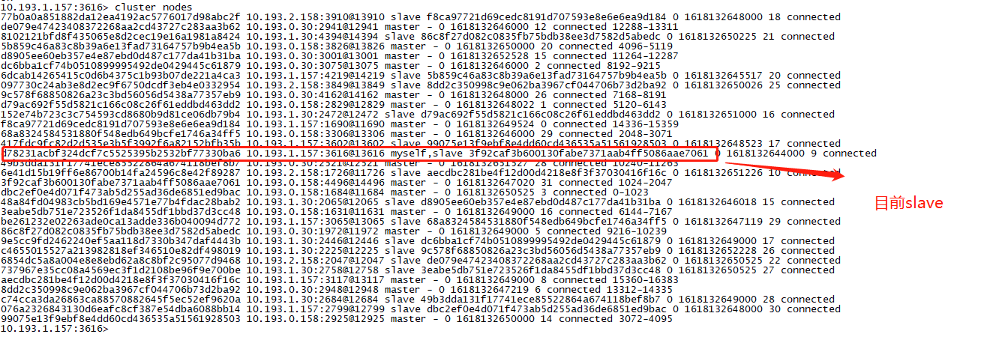 10.193.1.157:3616> cluster nodes
77b0a0a851882da12ea4192ac5776017d98abc2f 10.193.2.158:3910@13910 slave f8ca97721d69cedc8191d707593e8e6e6ea9d184 0 1618132648000 18 connected
de079e47423408372268aa2cd43727c283aa3b62 10.193.0.30:2941@12941 master - 0 1618132646000 12 connected 12288-13311
8102121bfd8f435065e8d2cec19e16a1981a8424 10.193.1.30:4394@14394 slave 86c8f27d082c0835fb75bdb38ee3d7582d5abedc 0 1618132650225 21 connected
5b859c46a83c8b39a6e13fad73164757b9b4ea5b 10.193.0.158:3826@13826 master - 0 1618132650000 20 connected 4096-5119
d8905ee60eb357e4e87ebd0d487c177da41b31ba 10.193.0.30:3001@13001 master - 0 1618132652528 15 connected 11264-12287
dc6bba1cf74b0510899995492de0429445c61879 10.193.0.30:3075@13075 master - 0 1618132648000 2 connected 8192-9215
6dcab14265415c0d6b4375c1b93b07de221a4ca3 10.193.1.157:4219@14219 slave 5b859c46a83c8b39a6e13fad73164757b9b4ea5b 0 1618132645517 20 connected
097730c24ab3e8d2ec9f6750dcdf3eb4e0332954 10.193.2.158:3849@13849 slave 8dd2c350998c9e062ba3967cf044706b73d2ba92 0 1618132650026 25 connected
9c578f68850826a23c3bd56056d5438a77357eb9 10.193.0.30:4162@14162 master - 0 1618132648000 26 connected 7168-8191
d79ac692f55d5821c166c08c26f61eddbd463dd2 10.193.0.158:2829@12829 master - 0 1618132648022 1 connected 5120-6143
152e74b723c3c754593cd8680b9d81ce06db79b4 10.193.1.30:2472@12472 slave d79ac692f55d5821c166c08c26f61eddbd463dd2 0 1618132651000 16 connected
f8ca97721d69cedc8191d707593e8e6e6ea9d184 10.193.1.157:1690@11690 master - 0 1618132649524 0 connected 14336-15359
68a8324584531880f548edb649bcfe1746a34ff5 10.193.0.158:3306@13306 master - 0 1618132646000 29 connected 2048-3071
417fdc9fc82d2d535e3b5f3992f6a82152bfb35b 10.193.1.157:3602@13602 slave 99075e13f9ebf8e4dd60cd436535a51561928503 0 1618132648523 17 connected
d78231acbf324dcf7c5525395b2532bf77330ba6 10.193.1.157:3616@13616 myself,slave 3f92caf3b600130fabe7371aab4ff5086aae7061 0 1618132644000 9 connected
49b3dda131f17741ece85522864a674118bef8b7 10.193.0.30:2521@12521 master - 0 1618132651527 28 connected 10240-11263
6e41d15b19ff6e86700b14fa24596c8e42f89287 10.193.2.158:1726@11726 slave aecdbc281be4f12d00d4218e8f3f37030416f16c 0 1618132651226 10 connected
3f92caf3b600130fabe7371aab4ff5086aae7061 10.193.0.158:4496@14496 master - 0 1618132647020 31 connected 1024-2047
dbc2ef0e4d071f473ab5d255ad36de6851ed9bac 10.193.0.158:1684@11684 master - 0 1618132650525 3 connected 0-1023
48a84fd04983cb5bd169e4571e77b4fdac28bab2 10.193.1.30:2065@12065 slave d8905ee60eb357e4e87ebd0d487c177da41b31ba 0 1618132646018 15 connected
3eabe5db751e723526f1da8455df1bbd37d3cc48 10.193.0.158:1631@11631 master - 0 1618132649000 16 connected 6144-7167
be261232e02263ade0ca13adde336b040094d772 10.193.1.157:3065@13065 slave 68a8324584531880f548edb649bcfe1746a34ff5 0 1618132647119 29 connected
86c8f27d082c0835fb75bdb38ee3d7582d5abedc 10.193.0.30:1972@11972 master - 0 1618132649000 5 connected 9216-10239
9e5cc9fd2462240ef5aa118d7330b347daf4443b 10.193.1.30:2446@12446 slave dc6bba1cf74b0510899995492de0429445c61879 0 1618132649000 17 connected
c4655015527a213982818ef346510e82df498019 10.193.1.30:2225@12225 slave 9c578f68850826a23c3bd56056d5438a77357eb9 0 1618132652228 26 connected
6854dc5a8a004e8e8ebd62a8c8bf2c95077d9468 10.193.2.158:2047@12047 slave de079e47423408372268aa2cd43727c283aa3b62 0 1618132650525 22 connected
737967e35cc08a4569ec3f1d2108be96f9e700be 10.193.1.30:2758@12758 slave 3eabe5db751e723526f1da8455df1bbd37d3cc48 0 1618132650525 27 connected
aecdbc281be4f12d00d4218e8f3f37030416f16c 10.193.1.157:3117@13117 master - 0 1618132649000 8 connected 15360-16383
8dd2c350998c9e062ba3967cf044706b73d2ba92 10.193.0.30:2948@12948 master - 0 1618132647219 6 connected 13312-14335
c74cca3da26863ca88570882645f5ec52ef9620a 10.193.1.30:2684@12684 slave 49b3dda131f17741ece85522864a674118bef8b7 0 1618132649000 28 connected
076a2326843130d6eafc8cf387e54dba6088bb14 10.193.1.157:2799@12799 slave dbc2ef0e4d071f473ab5d255ad36de6851ed9bac 0 1618132648000 30 connected
99075e13f9ebf8e4dd60cd436535a51561928503 10.193.0.158:2925@12925 master - 0 1618132650000 14 connected 3072-4095
10.193.1.157:3616>
目前slave